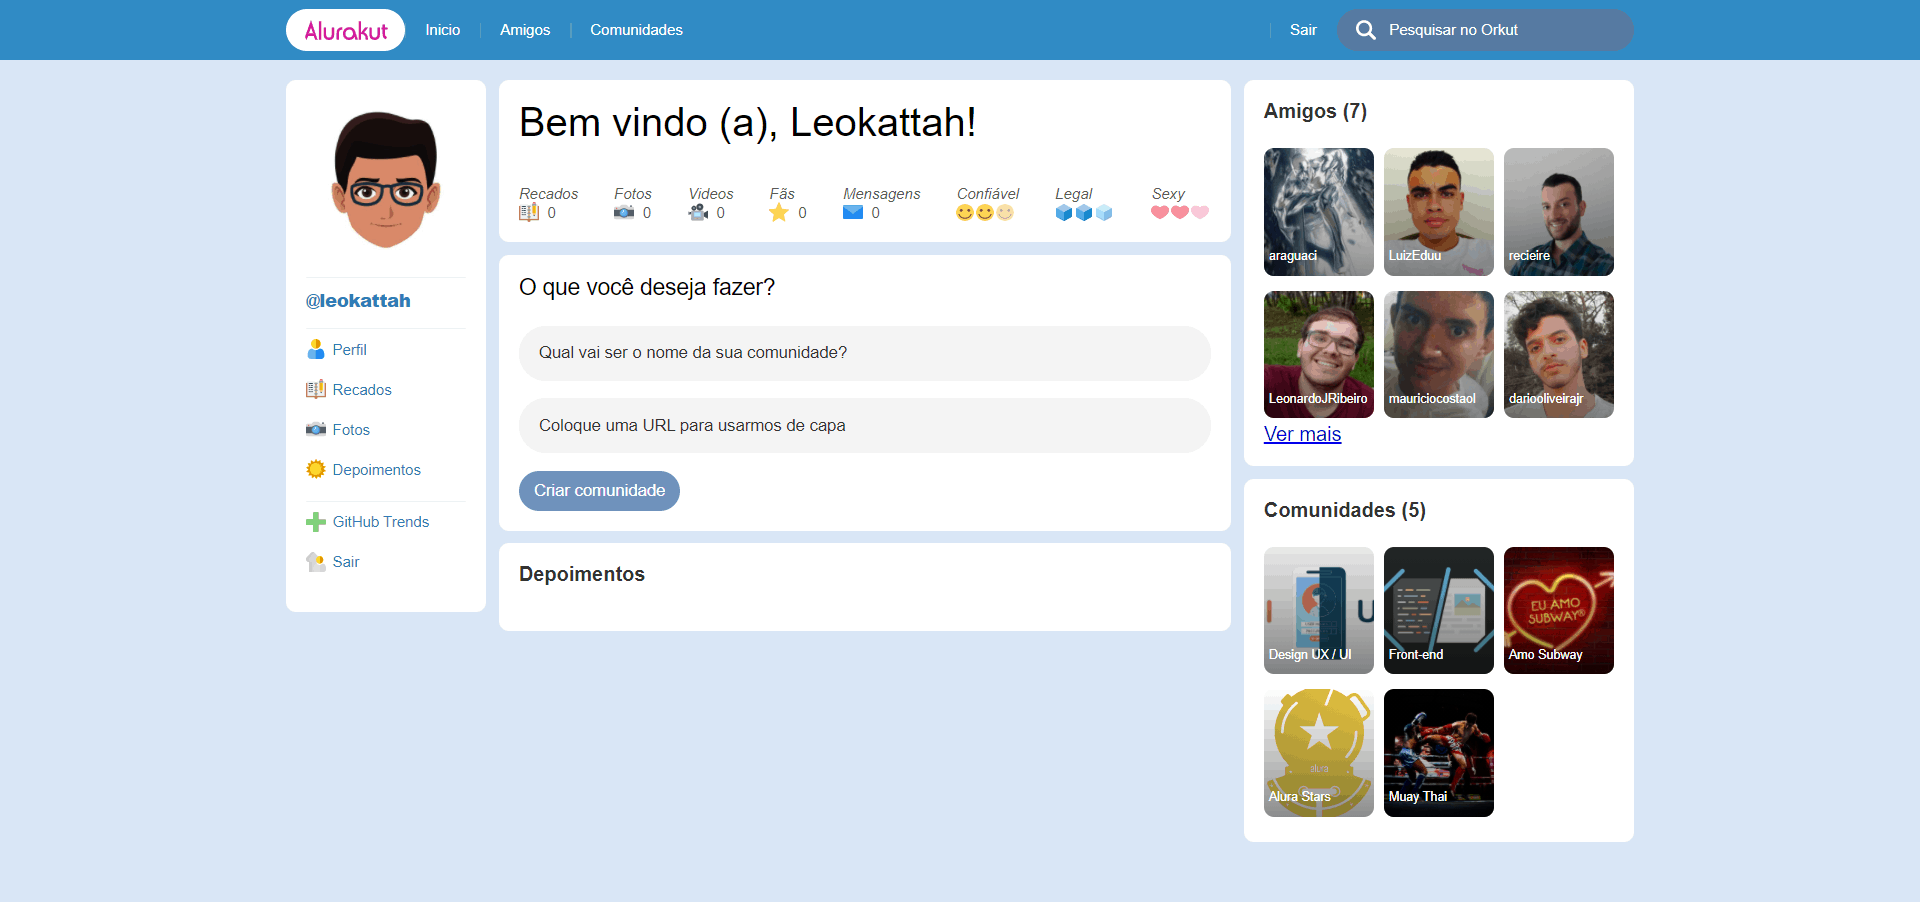 Alurakut
Inicio
Amigos
Comunidades
Sair
Pesquisar no Orkut
@leokattah
Perfil
Recados
Fotos
Depoimentos
GitHub Trends
Sair
Bem vindo (a), Leokattah!
Recados
0
Fotos
0
Videos
0
Fãs
0
Mensagens
0
Confiável
Legal
Sexy
O que você deseja fazer?
Qual vai ser o nome da sua comunidade?
Coloque uma URL para usarmos de capa
Criar comunidade
Depoimentos
Amigos (7)
araguaci
LuizEduu
recieire
LeonardoJRibeiro
mauriciocostaol
dariooliveirajr
Ver mais
Comunidades (5)
Design UX / UI
Front-end
EU AMO
SUBWAY®
Amo Subway
alura
Alura Stars
Muay Thai